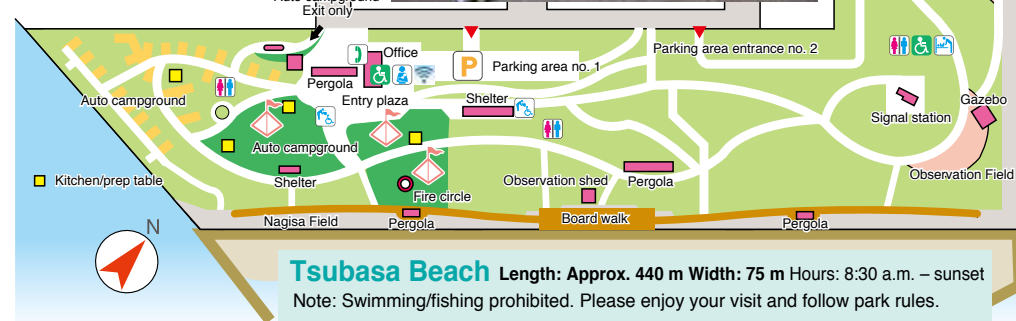 Auto campground
Exit only
Office
Parking area entrance no. 2
P Parking area no. 1
Pergola
Auto campground
Entry plaza
Shelter
Gazebo
Signal station
Auto campground
Kitchen/prep table
Shelter
Observation shed
Pergola
Observation Field
Fire circle
Nagisa Field
Pergola
Board walk
Pergola
N
Tsubasa Beach Length: Approx. 440 m Width: 75 m Hours: 8:30 a.m. – sunset
Note: Swimming/fishing prohibited. Please enjoy your visit and follow park rules.